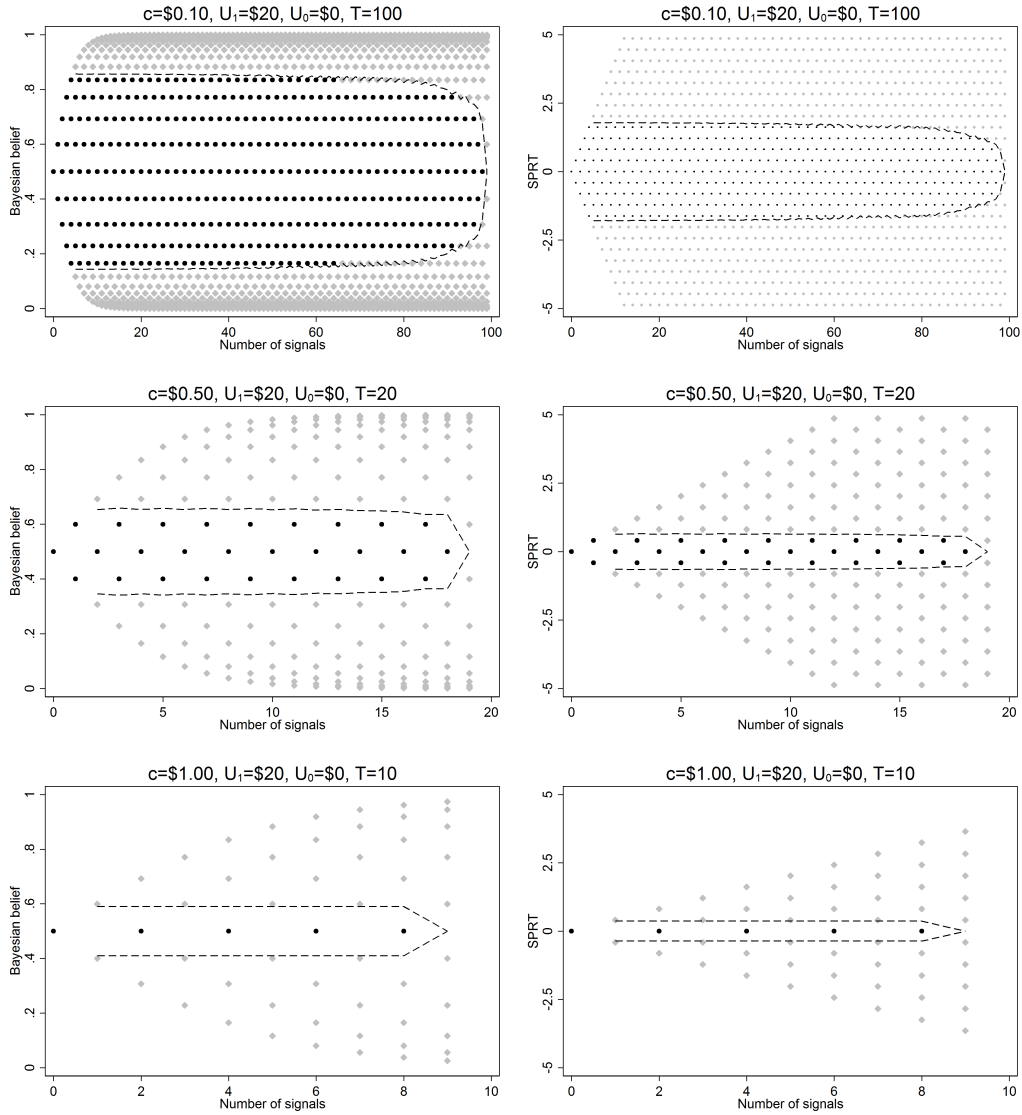 c=$0.10, U₁=$20, U₀=$0, T=100
Bayesian belief
0 .2 .4 .6 .8 1
0 20 40 60 80 100
Number of signals
c=$0.10, U₁=$20, U₀=$0, T=100
SPRT
-5 -2.5 0 2.5 5
0 20 40 60 80 100
Number of signals
c=$0.50, U₁=$20, U₀=$0, T=20
Bayesian belief
0 .2 .4 .6 .8 1
0 5 10 15 20
Number of signals
c=$0.50, U₁=$20, U₀=$0, T=20
SPRT
-5 -2.5 0 2.5 5
0 5 10 15 20
Number of signals
c=$1.00, U₁=$20, U₀=$0, T=10
Bayesian belief
0 .2 .4 .6 .8 1
0 2 4 6 8 10
Number of signals
c=$1.00, U₁=$20, U₀=$0, T=10
SPRT
-5 -2.5 0 2.5 5
0 2 4 6 8 10
Number of signals